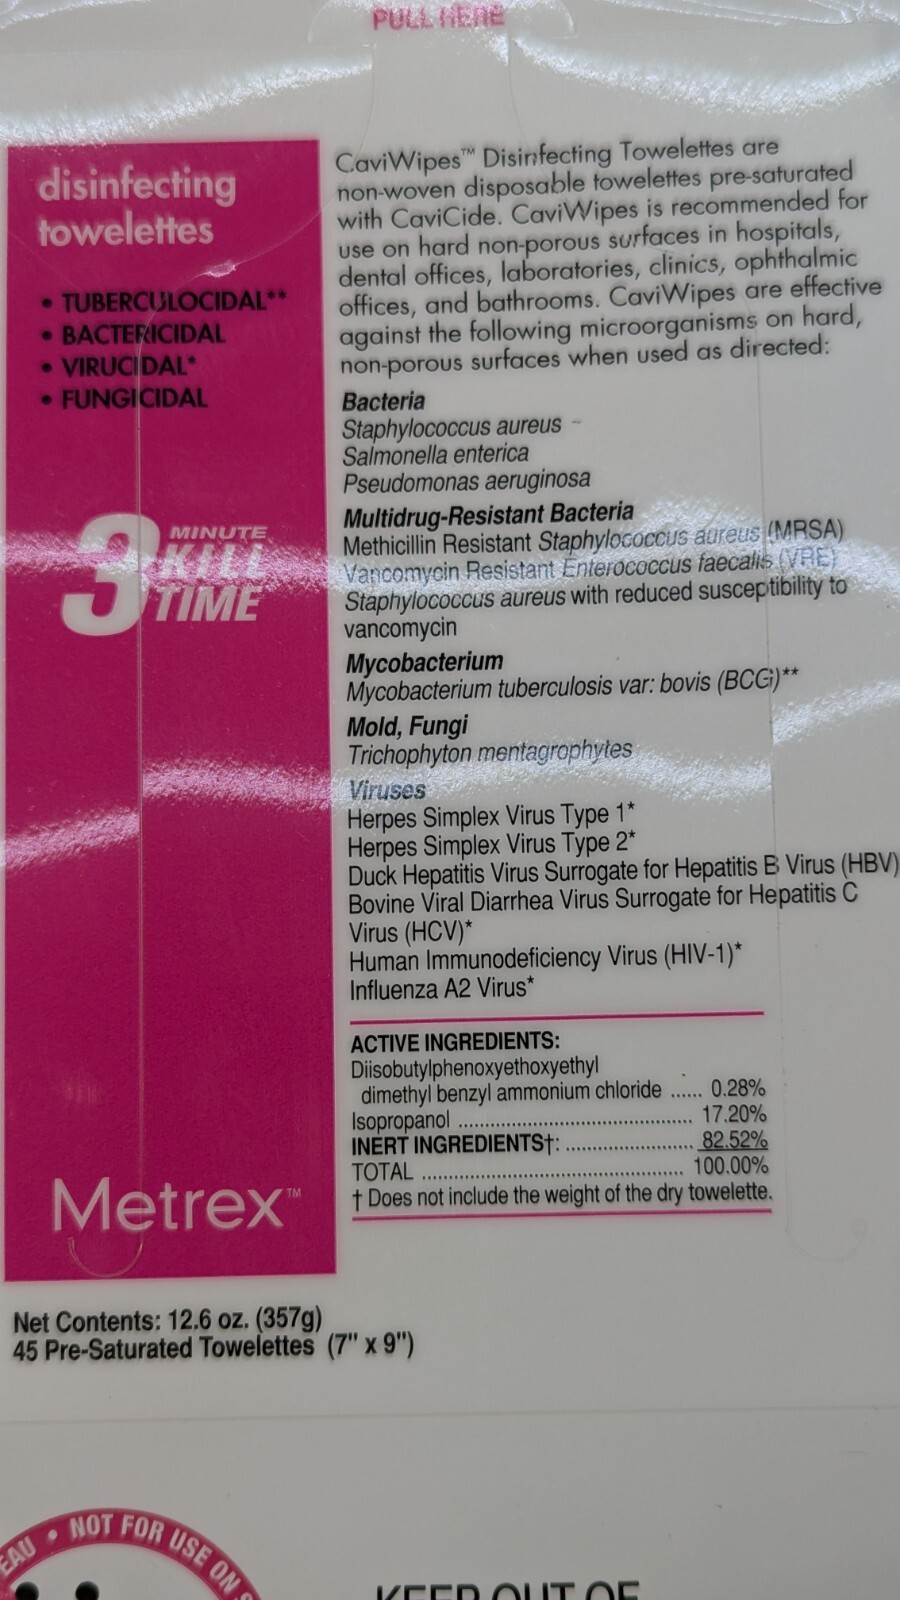 PULL HERE
disinfecting
towelettes
• TUBERCULOCIDAL**
• BACTERICIDAL
• VIRUCIDAL*
• FUNGICIDAL
3 MINUTE
KILL
TIME
Metrex™
CaviWipes™ Disinfecting Towelettes are
non-woven disposable towelettes pre-saturated
with CaviCide. CaviWipes is recommended for
use on hard non-porous surfaces in hospitals,
dental offices, laboratories, clinics, ophthalmic
offices, and bathrooms. CaviWipes are effective
against the following microorganisms on hard,
non-porous surfaces when used as directed:
Bacteria
Staphylococcus aureus
Salmonella enterica
Pseudomonas aeruginosa
Multidrug-Resistant Bacteria
Methicillin Resistant Staphylococcus aureus (MRSA)
Vancomycin Resistant Enterococcus faecalis (VRE)
Staphylococcus aureus with reduced susceptibility to
vancomycin
Mycobacterium
Mycobacterium tuberculosis var: bovis (BCG)**
Mold, Fungi
Trichophyton mentagrophytes
Viruses
Herpes Simplex Virus Type 1*
Herpes Simplex Virus Type 2*
Duck Hepatitis Virus Surrogate for Hepatitis B Virus (HBV)
Bovine Viral Diarrhea Virus Surrogate for Hepatitis C
Virus (HCV)*
Human Immunodeficiency Virus (HIV-1)*
Influenza A2 Virus*
ACTIVE INGREDIENTS:
Diisobutylphenoxyethoxyethyl
dimethyl benzyl ammonium chloride ...... 0.28%
Isopropanol ........................................ 17.20%
INERT INGREDIENTS†: ...................... 82.52%
TOTAL ............................................. 100.00%
† Does not include the weight of the dry towelette.
Net Contents: 12.6 oz. (357g)
45 Pre-Saturated Towelettes (7" x 9")
EAU • NOT FOR USE ON
KEEP OUT OF